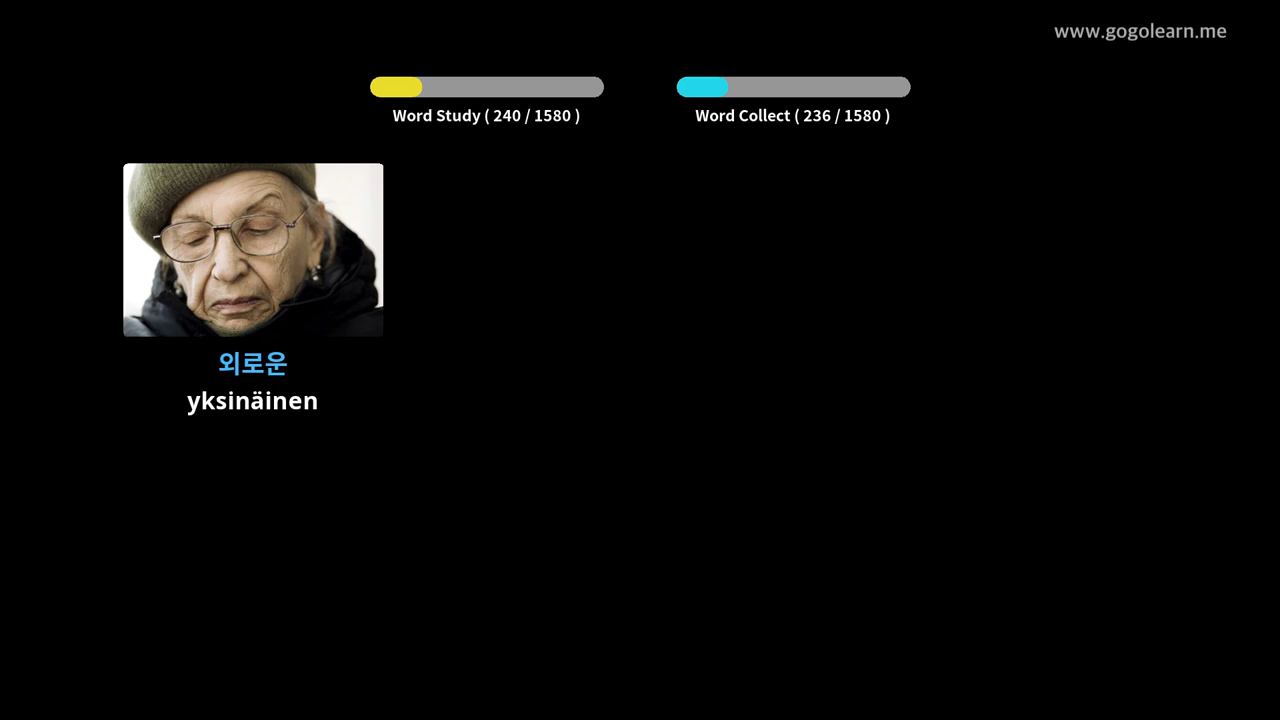 www.gogolearn.me
Word Study ( 240 / 1580 )
Word Collect ( 236 / 1580 )
외로운
yksinäinen